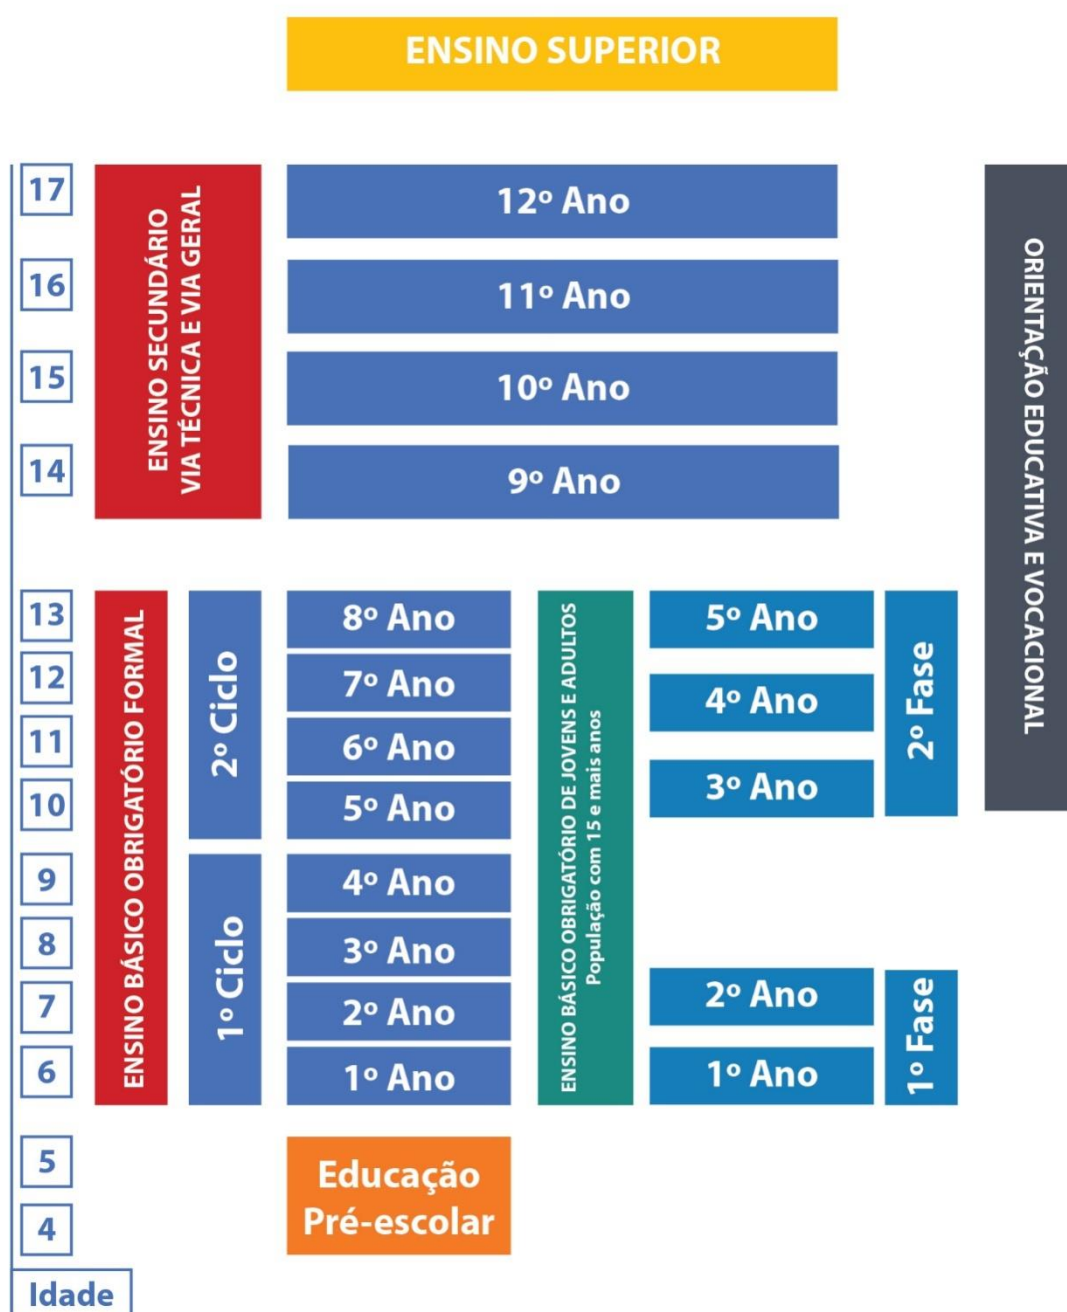 ENSINO SUPERIOR
17
ENSINO SECUNDÁRIO
VIA TÉCNICA E VIA GERAL
12º Ano
ORIENTAÇÃO EDUCATIVA E VOCACIONAL
16
11º Ano
15
10º Ano
14
9º Ano
13
ENSINO BÁSICO OBRIGATÓRIO FORMAL
2º Ciclo
8º Ano
ENSINO BÁSICO OBRIGATÓRIO DE JOVENS E ADULTOS
População com 15 e mais anos
5º Ano
2º Fase
12
7º Ano
4º Ano
11
6º Ano
10
5º Ano
3º Ano
9
1º Ciclo
4º Ano
8
3º Ano
7
2º Ano
2º Ano
1º Fase
6
1º Ano
1º Ano
5
Educação
Pré-escolar
4
Idade